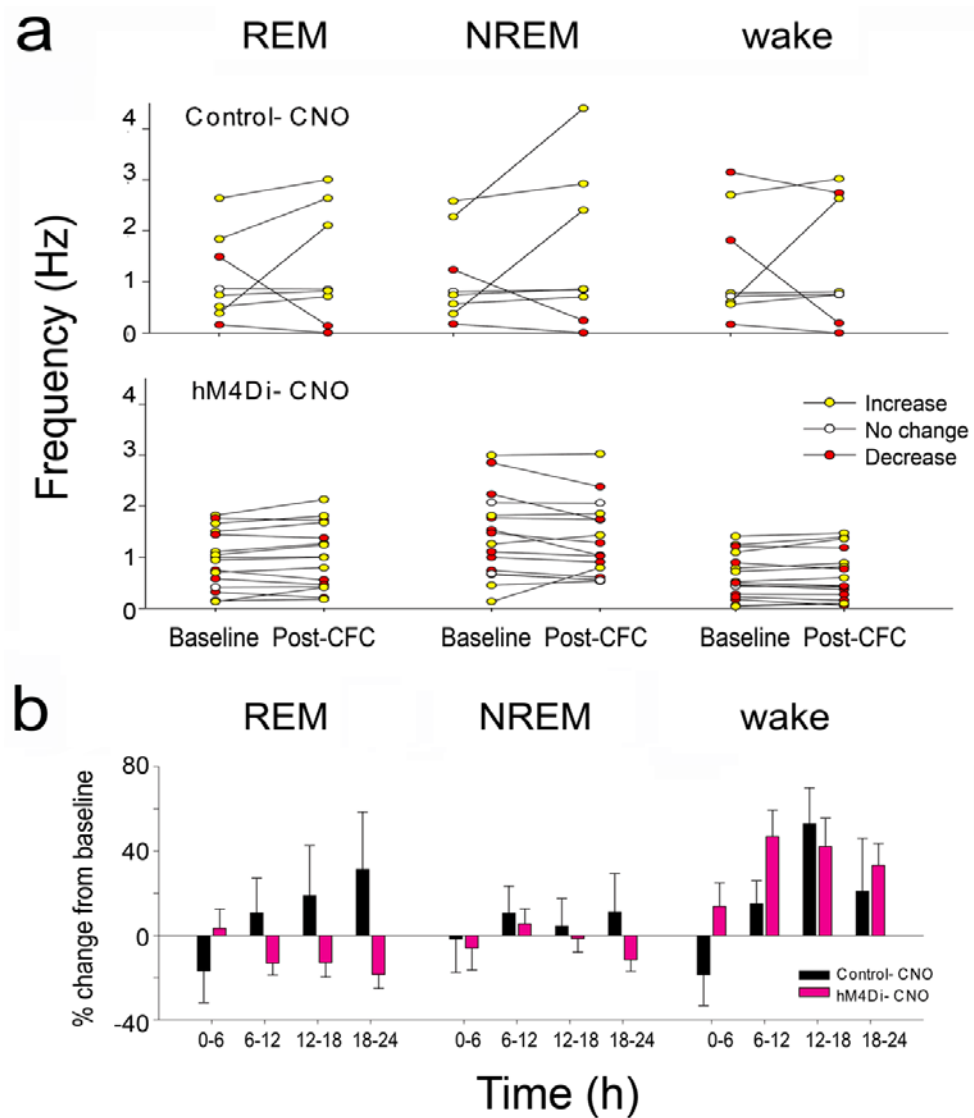 a
REM NREM wake
Control- CNO
4
3
2
1
0
Frequency (Hz)
hM4Di- CNO
4
3
2
1
0
Increase
No change
Decrease
Baseline Post-CFC Baseline Post-CFC Baseline Post-CFC
b
REM NREM wake
80
40
0
-40
% change from baseline
Control- CNO
hM4Di- CNO
0-6 6-12 12-18 18-24 0-6 6-12 12-18 18-24 0-6 6-12 12-18 18-24
Time (h)